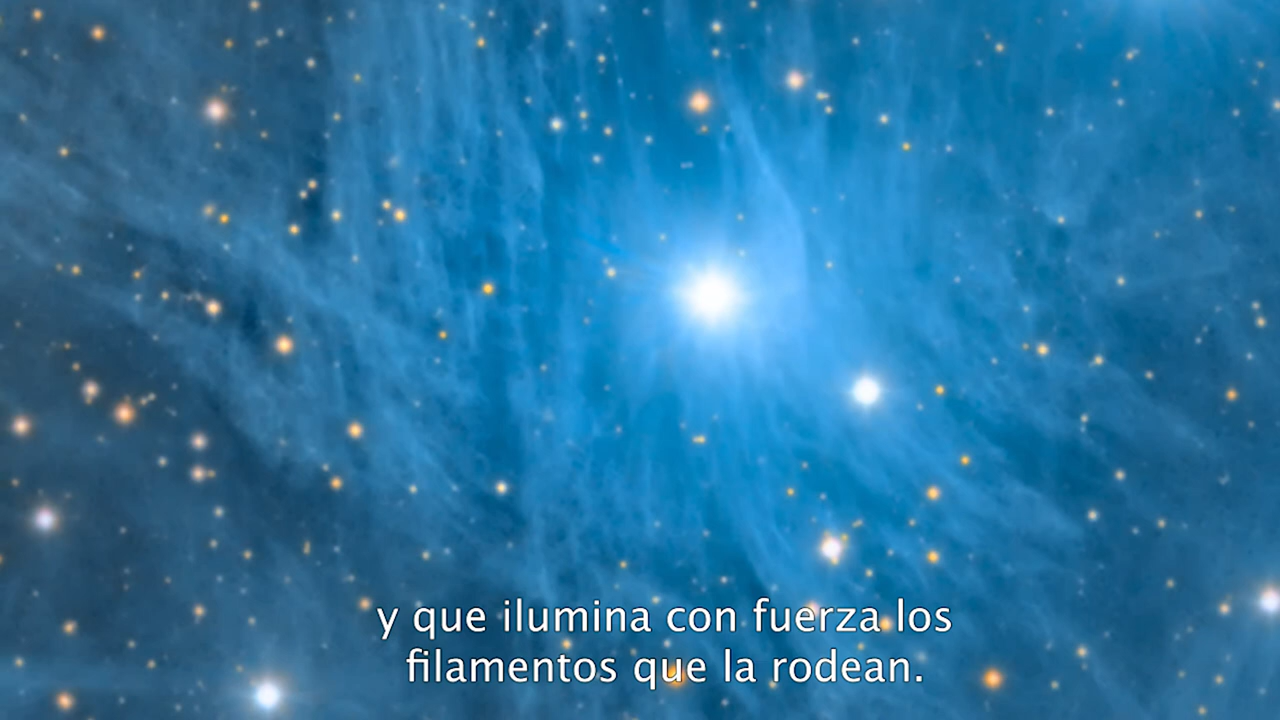 y que ilumina con fuerza los
filamentos que la rodean.